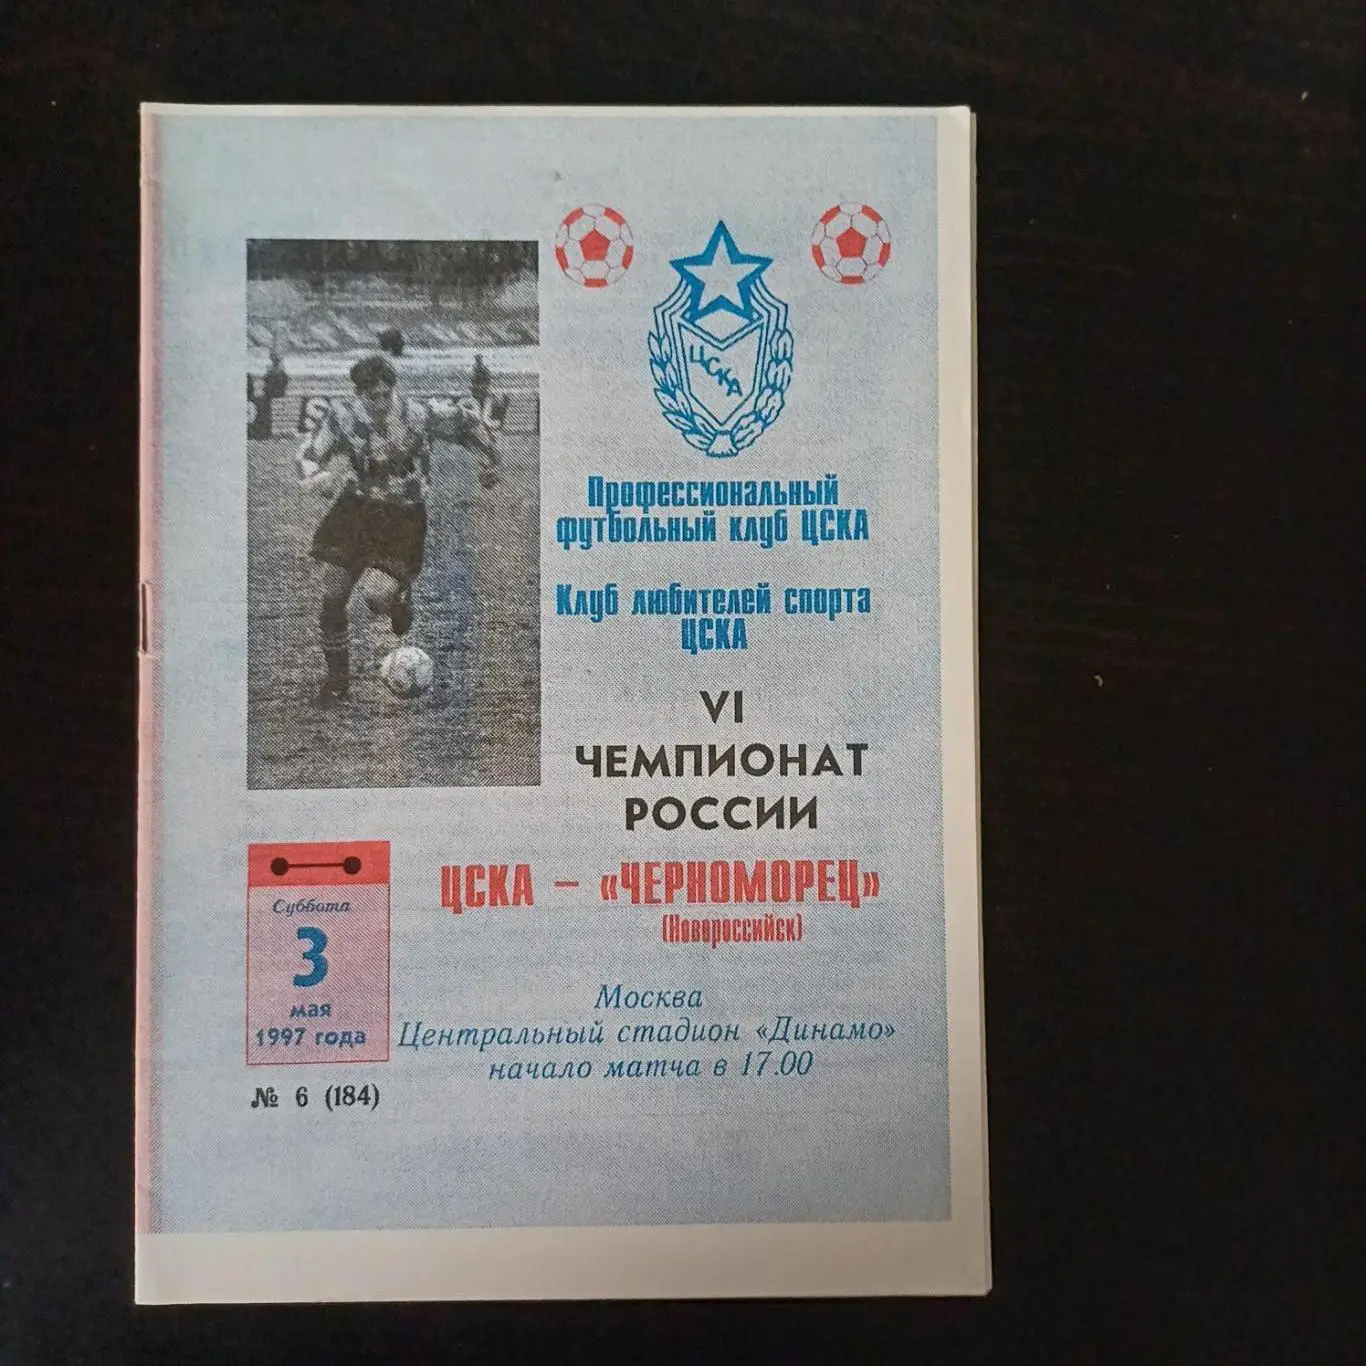 ЦСКА
Профессиональный
футбольный клуб ЦСКА
Клуб любителей спорта
ЦСКА
VI
ЧЕМПИОНАТ
РОССИИ
ЦСКА – «ЧЕРНОМОРЕЦ»
(Новороссийск)
Суббота
3
мая
1997 года
Москва
Центральный стадион «Динамо»
начало матча в 17.00
№ 6 (184)